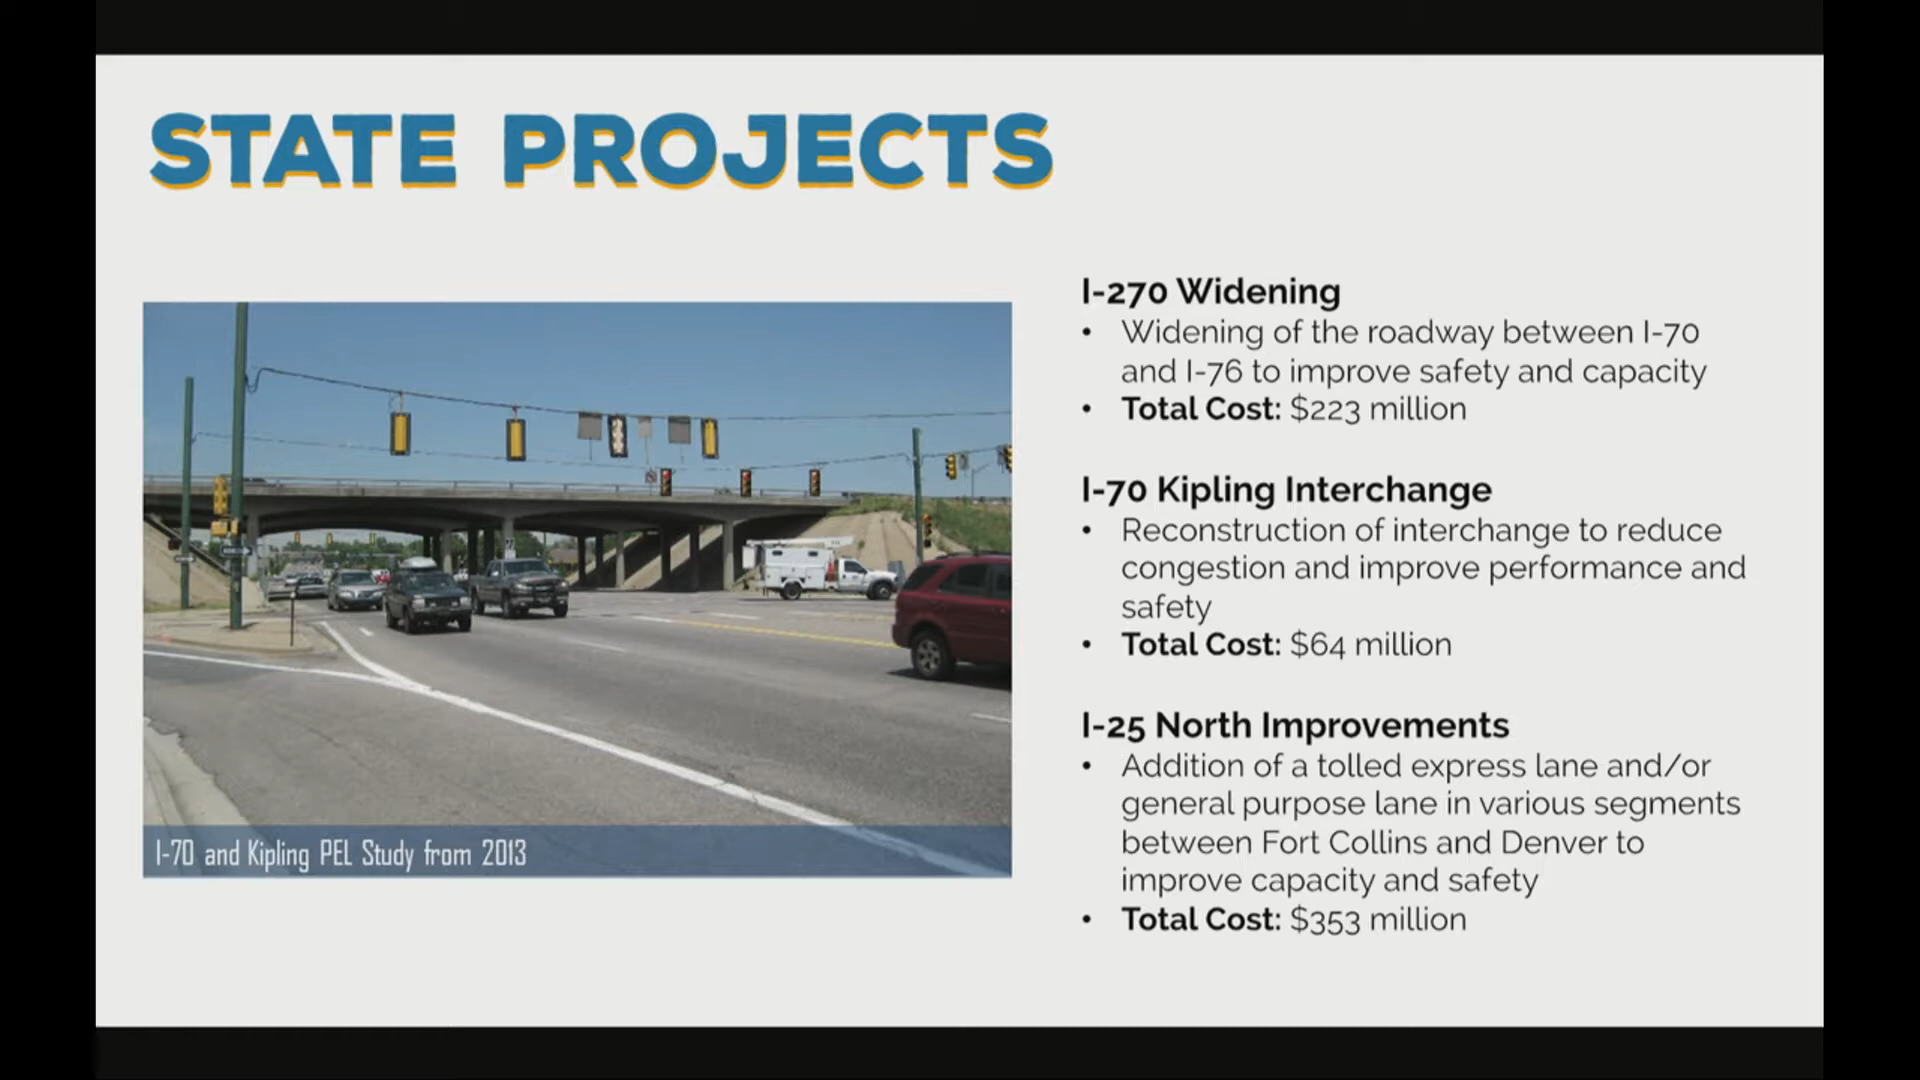 STATE PROJECTS
I-270 Widening
• Widening of the roadway between I-70
and I-76 to improve safety and capacity
• Total Cost: $223 million
I-70 Kipling Interchange
• Reconstruction of interchange to reduce
congestion and improve performance and
safety
• Total Cost: $64 million
I-25 North Improvements
• Addition of a tolled express lane and/or
general purpose lane in various segments
between Fort Collins and Denver to
improve capacity and safety
• Total Cost: $353 million
I-70 and Kipling PEL Study from 2013